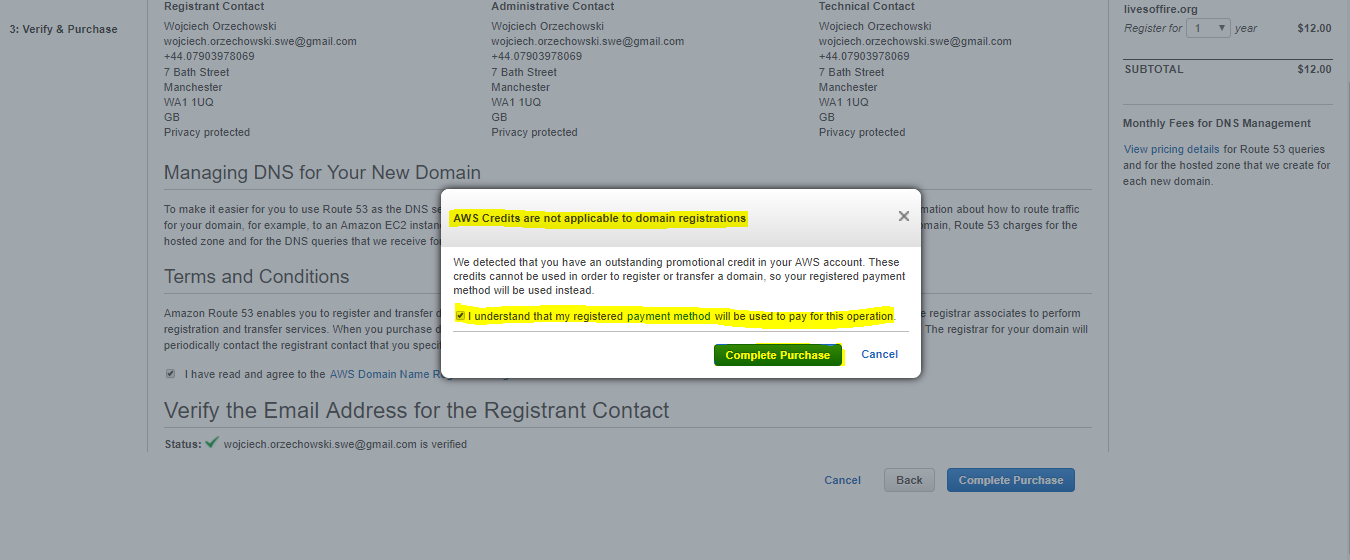 3: Verify & Purchase
Registrant Contact
Wojciech Orzechowski
wojciech.orzechowski.swe@gmail.com
+44.07903978069
7 Bath Street
Manchester
WA1 1UQ
GB
Privacy protected
Administrative Contact
Wojciech Orzechowski
wojciech.orzechowski.swe@gmail.com
+44.07903978069
7 Bath Street
Manchester
WA1 1UQ
GB
Privacy protected
Technical Contact
Wojciech Orzechowski
wojciech.orzechowski.swe@gmail.com
+44.07903978069
7 Bath Street
Manchester
WA1 1UQ
GB
Privacy protected
livesoffire.org
Register for 1 year $12.00
SUBTOTAL $12.00
Monthly Fees for DNS Management
View pricing details for Route 53 queries
and for the hosted zone that we create for
each new domain.
Managing DNS for Your New Domain
To make it easier for you to use Route 53 as the DNS se
mation about how to route traffic
for your domain, for example, to an Amazon EC2 instan
omain, Route 53 charges for the
hosted zone and for the DNS queries that we receive fo
Terms and Conditions
Amazon Route 53 enables you to register and transfer d
e registrar associates to perform
registration and transfer services. When you purchase d
The registrar for your domain will
periodically contact the registrant contact that you specif
I have read and agree to the AWS Domain Name Re
AWS Credits are not applicable to domain registrations
We detected that you have an outstanding promotional credit in your AWS account. These
credits cannot be used in order to register or transfer a domain, so your registered payment
method will be used instead.
I understand that my registered payment method will be used to pay for this operation.
Complete Purchase Cancel
Verify the Email Address for the Registrant Contact
Status: wojciech.orzechowski.swe@gmail.com is verified
Cancel Back Complete Purchase